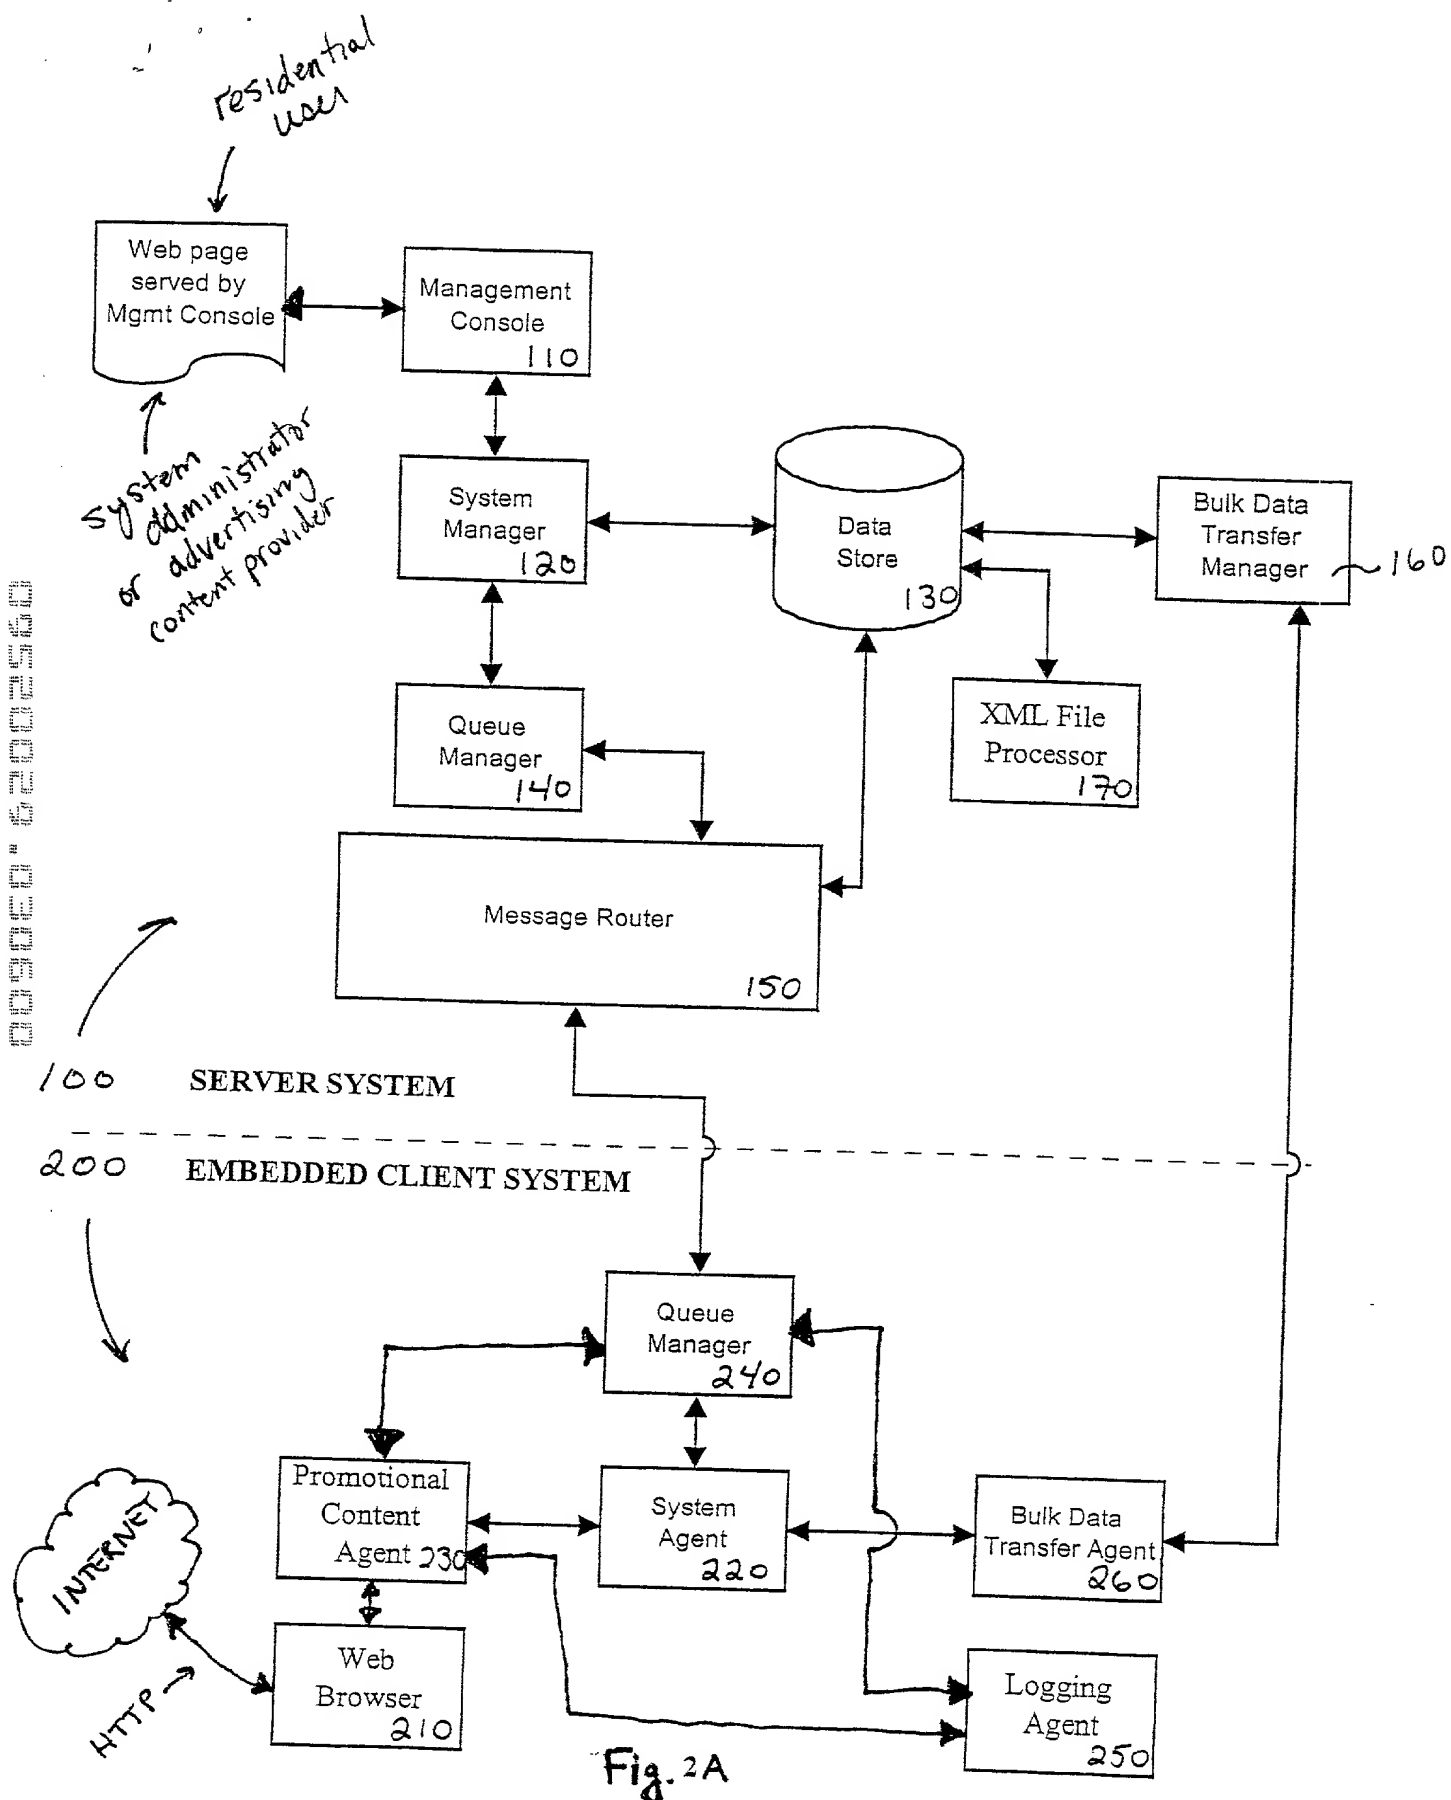 residential
user
Web page
served by
Mgmt Console
Management
Console
110
system
administrator
or advertising
content provider
System
Manager
120
Data
Store
130
Bulk Data
Transfer
Manager
160
Queue
Manager
140
XML File
Processor
170
Message Router
150
09520029.030800
100 SERVER SYSTEM
200 EMBEDDED CLIENT SYSTEM
Queue
Manager
240
Promotional
Content
Agent 230
System
Agent
220
Bulk Data
Transfer Agent
260
INTERNET
HTTP
Web
Browser
210
Logging
Agent
250
Fig. 2A